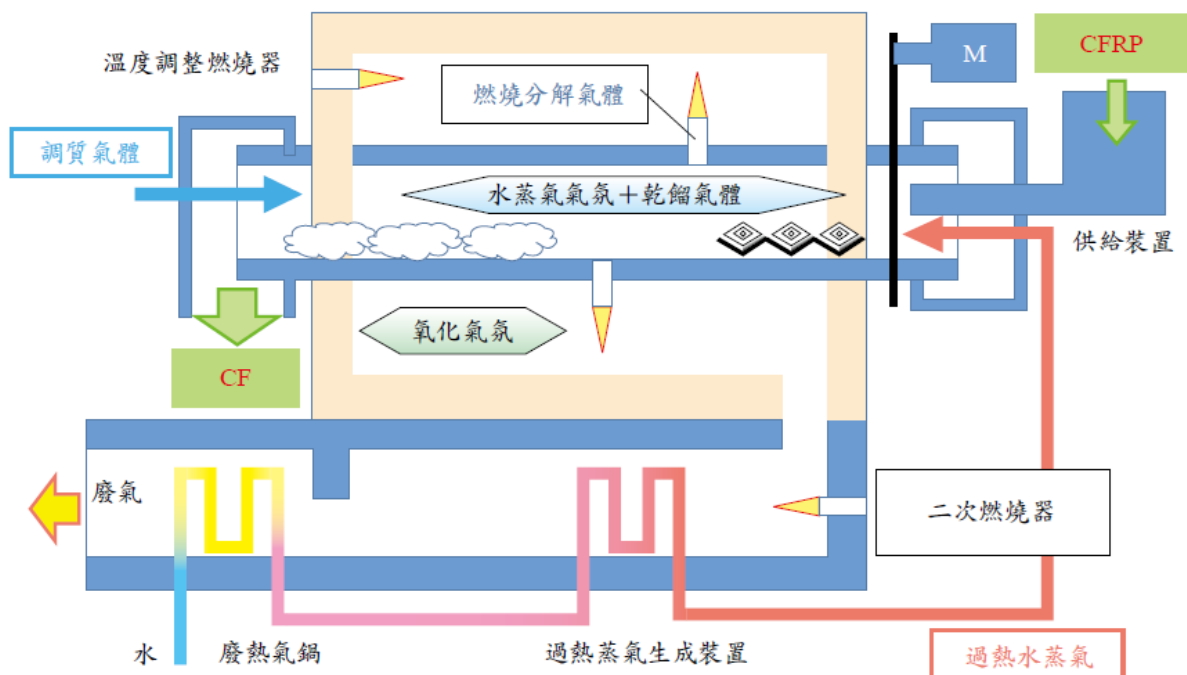 溫度調整燃燒器
燃燒分解氣體
M
CFRP
調質氣體
水蒸氣氣氛＋乾餾氣體
供給裝置
氧化氣氛
CF
廢氣
二次燃燒器
水
廢熱氣鍋
過熱蒸氣生成裝置
過熱水蒸氣